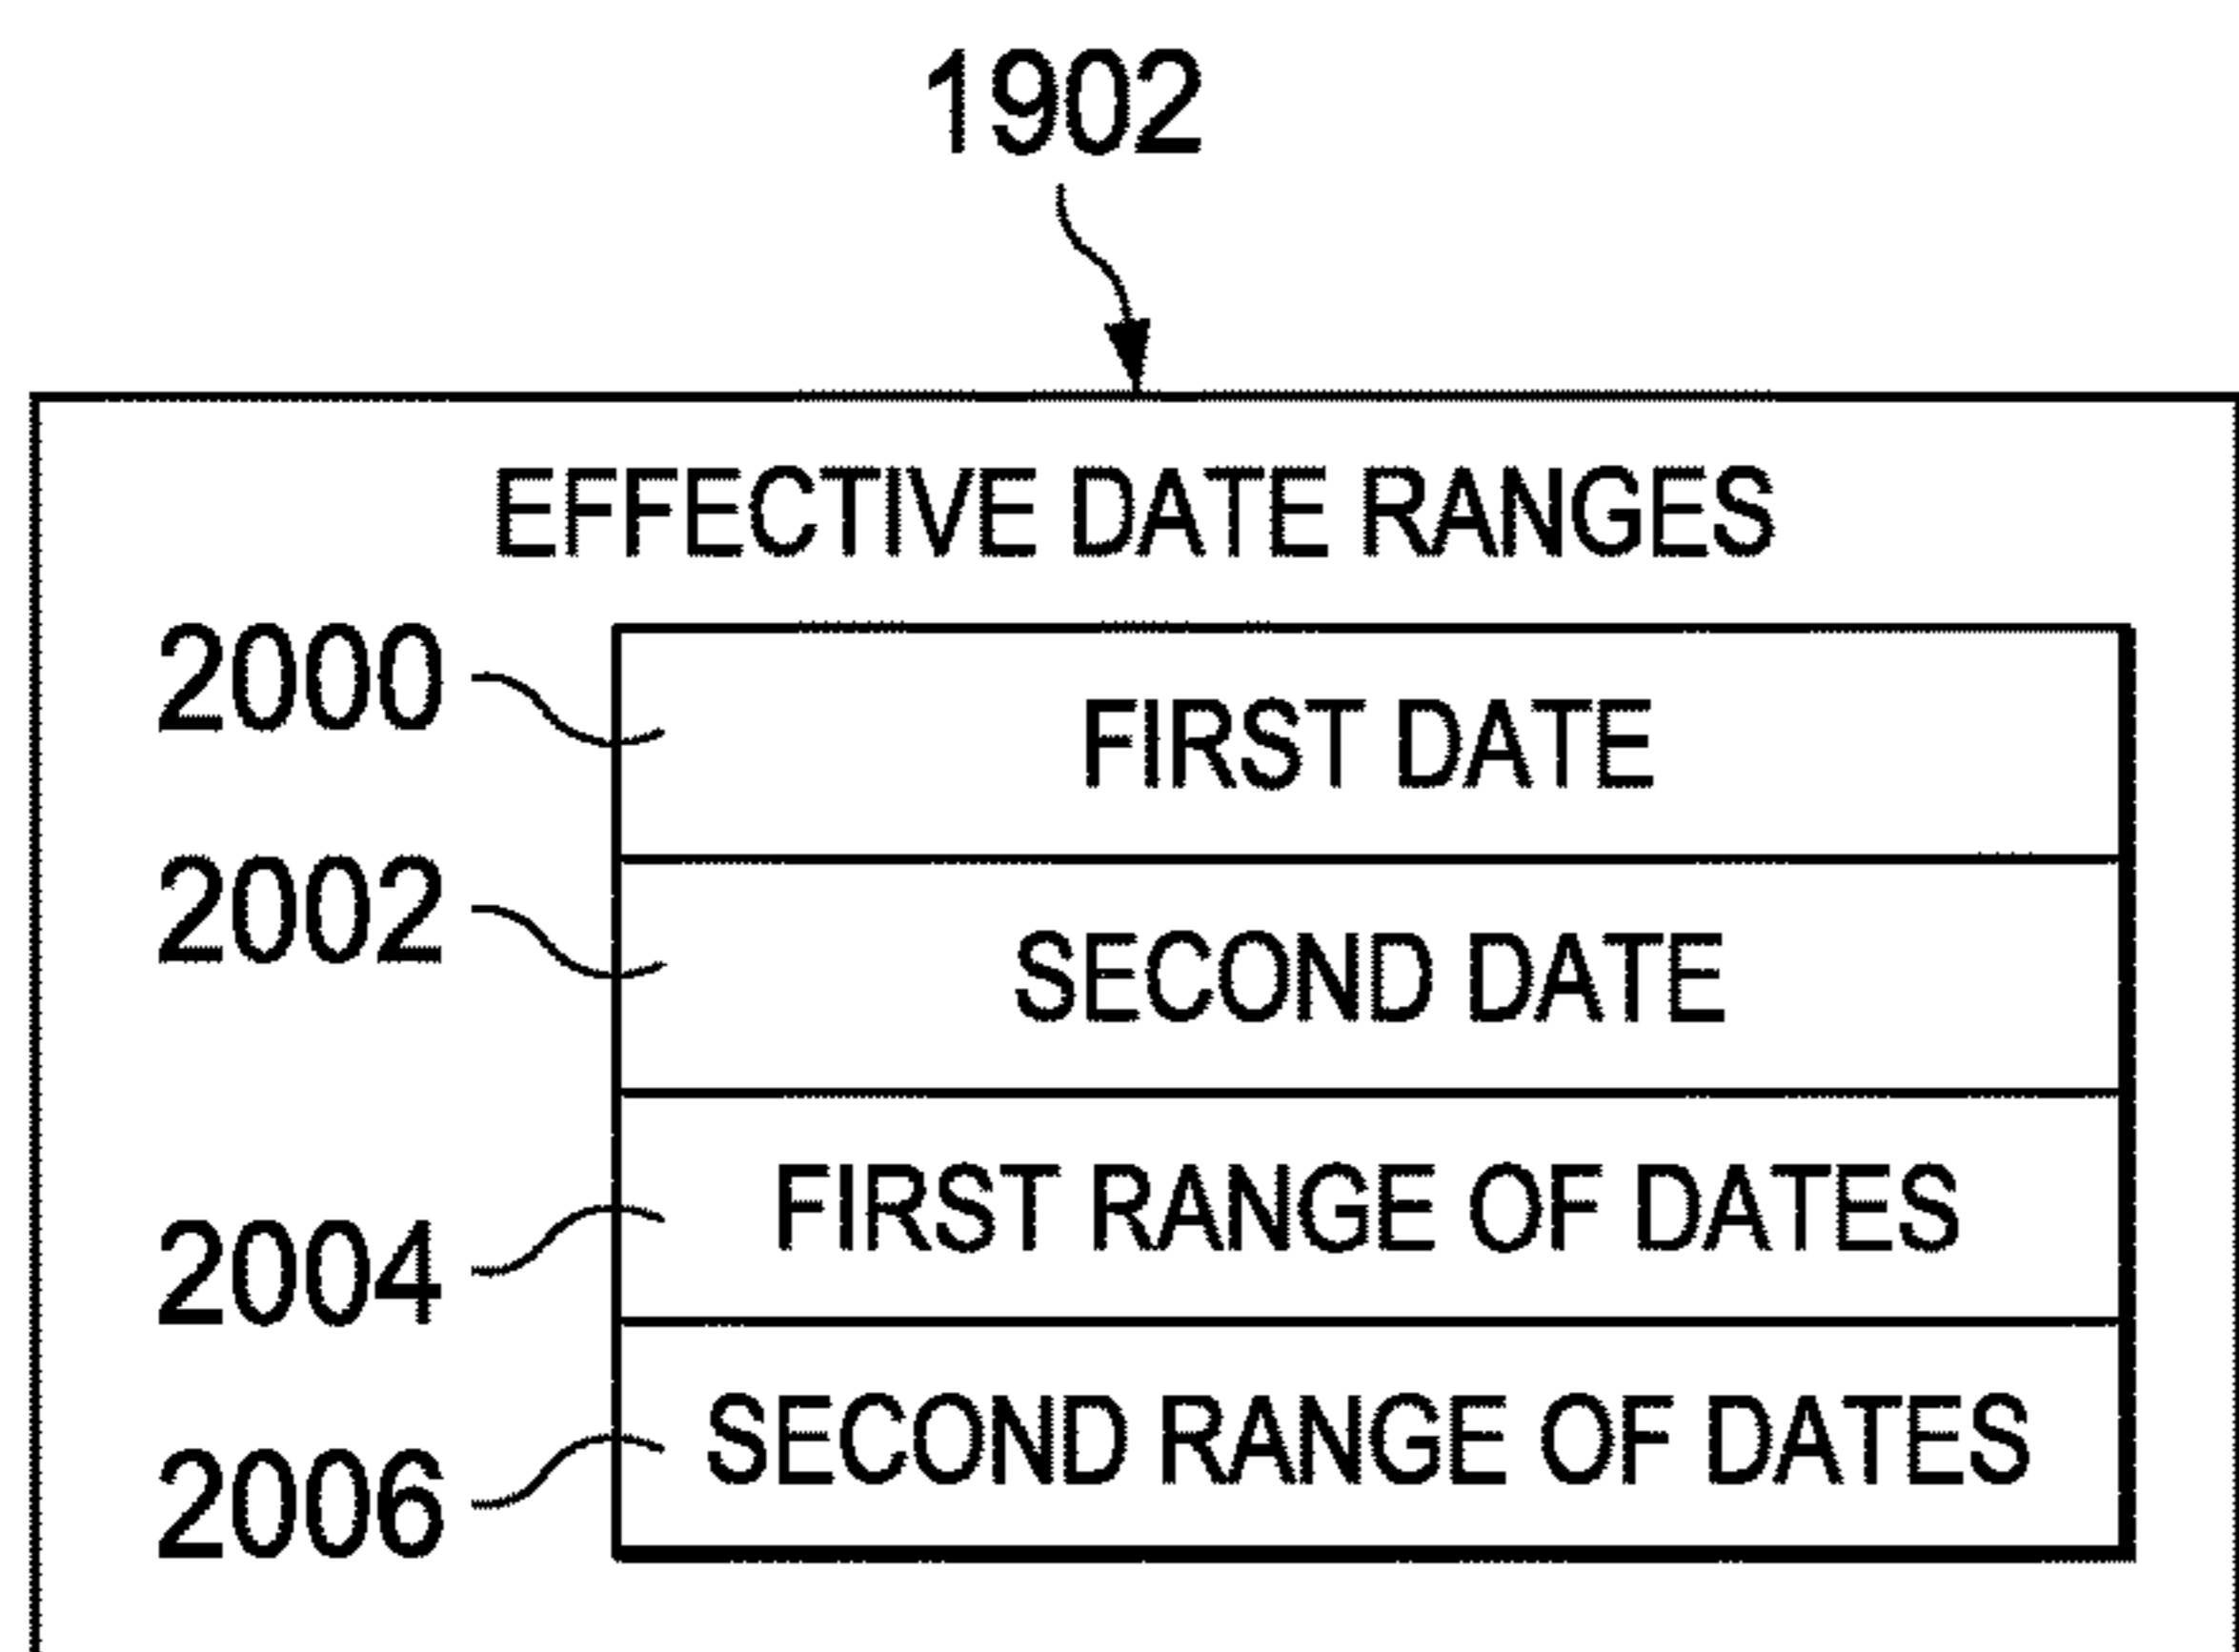 1902
EFFECTIVE DATE RANGES
2000 FIRST DATE
2002 SECOND DATE
2004 FIRST RANGE OF DATES
2006 SECOND RANGE OF DATES